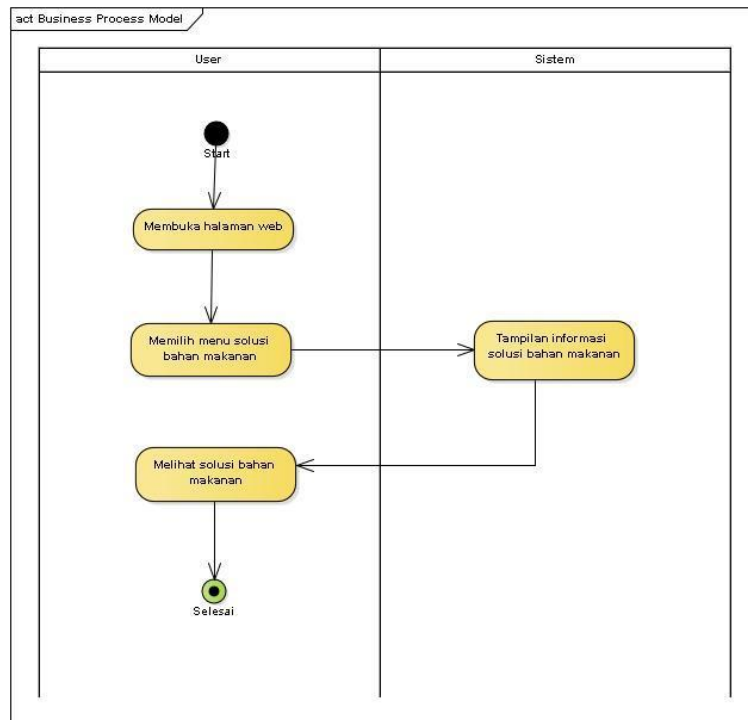 act Business Process Model
User
Sistem
Start
Membuka halaman web
Memilih menu solusi
bahan makanan
Tampilan informasi
solusi bahan makanan
Melihat solusi bahan
makanan
Selesai